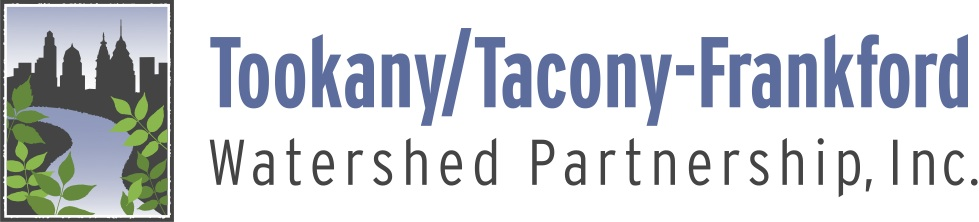 Tookany/Tacony-Frankford
Watershed Partnership, Inc.